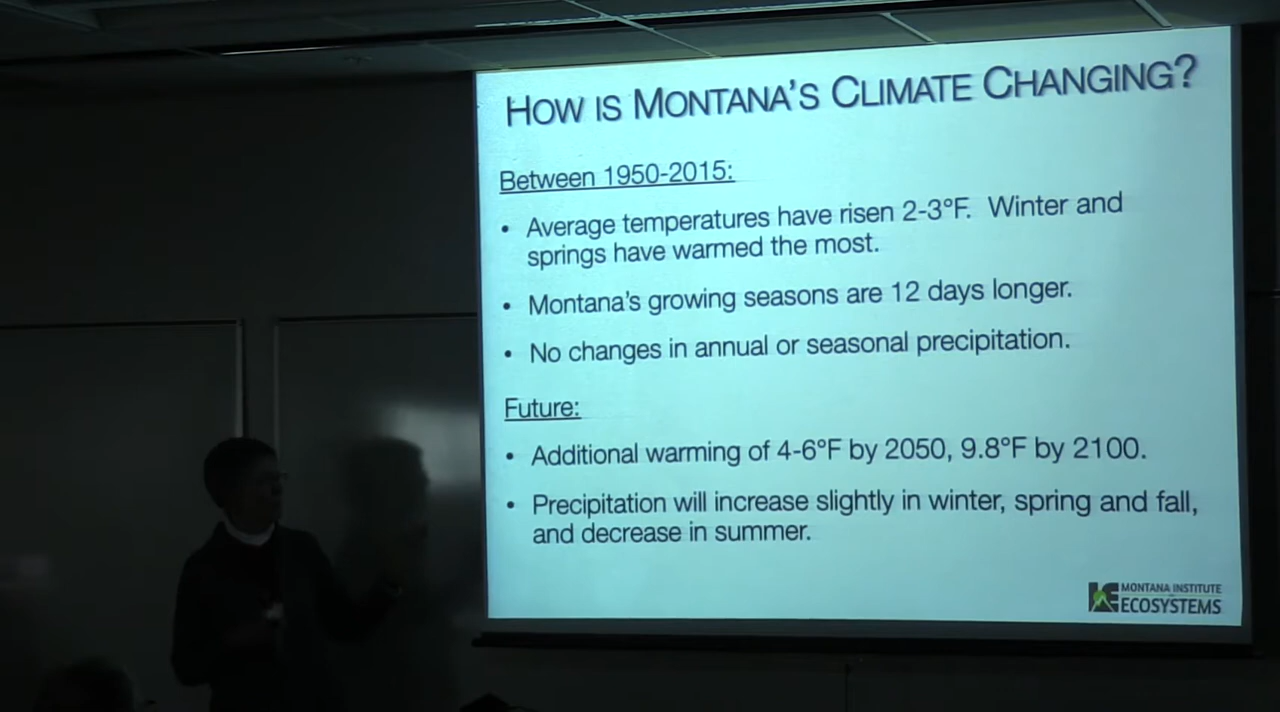 HOW IS MONTANA'S CLIMATE CHANGING?
Between 1950-2015:
• Average temperatures have risen 2-3°F. Winter and
springs have warmed the most.
• Montana's growing seasons are 12 days longer.
• No changes in annual or seasonal precipitation.
Future:
• Additional warming of 4-6°F by 2050, 9.8°F by 2100.
• Precipitation will increase slightly in winter, spring and fall,
and decrease in summer.
MONTANA INSTITUTE
ECOSYSTEMS